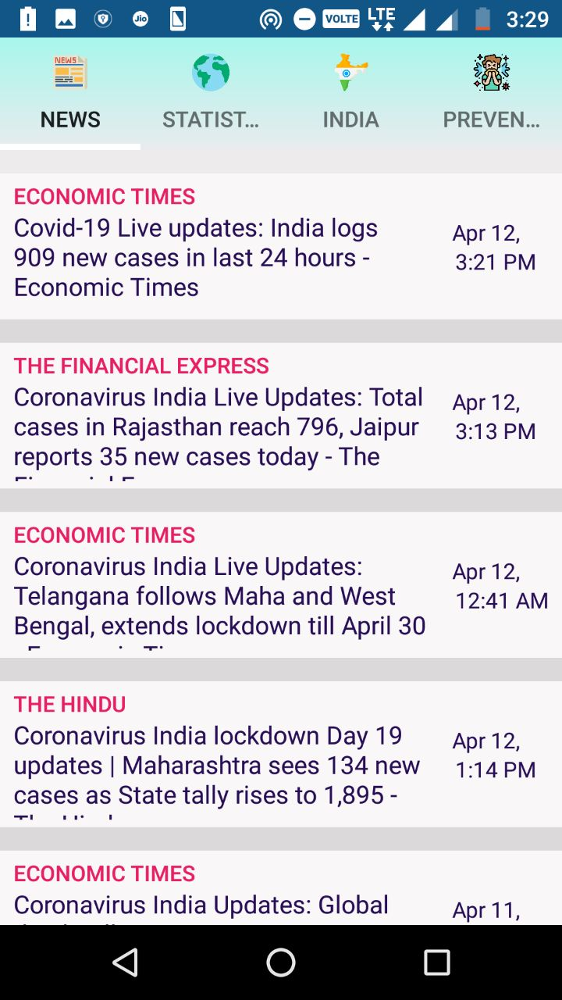 Jio
VOLTE
LTE
3:29
NEWS
NEWS
STATIST...
INDIA
PREVEN...
ECONOMIC TIMES
Covid-19 Live updates: India logs
909 new cases in last 24 hours -
Economic Times
Apr 12,
3:21 PM
THE FINANCIAL EXPRESS
Coronavirus India Live Updates: Total
cases in Rajasthan reach 796, Jaipur
reports 35 new cases today - The
Apr 12,
3:13 PM
ECONOMIC TIMES
Coronavirus India Live Updates:
Telangana follows Maha and West
Bengal, extends lockdown till April 30
Apr 12,
12:41 AM
THE HINDU
Coronavirus India lockdown Day 19
updates | Maharashtra sees 134 new
cases as State tally rises to 1,895 -
Apr 12,
1:14 PM
ECONOMIC TIMES
Coronavirus India Updates: Global
Apr 11,